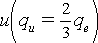 u(q_u = \frac{2}{3} q_e)